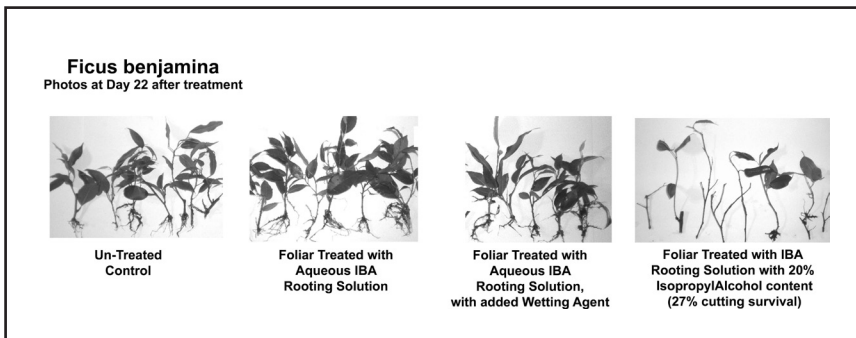 Ficus benjamina
Photos at Day 22 after treatment
Un-Treated
Control
Foliar Treated with
Aqueous IBA
Rooting Solution
Foliar Treated with
Aqueous IBA
Rooting Solution,
with added Wetting Agent
Foliar Treated with IBA
Rooting Solution with 20%
IsopropylAlcohol content
(27% cutting survival)